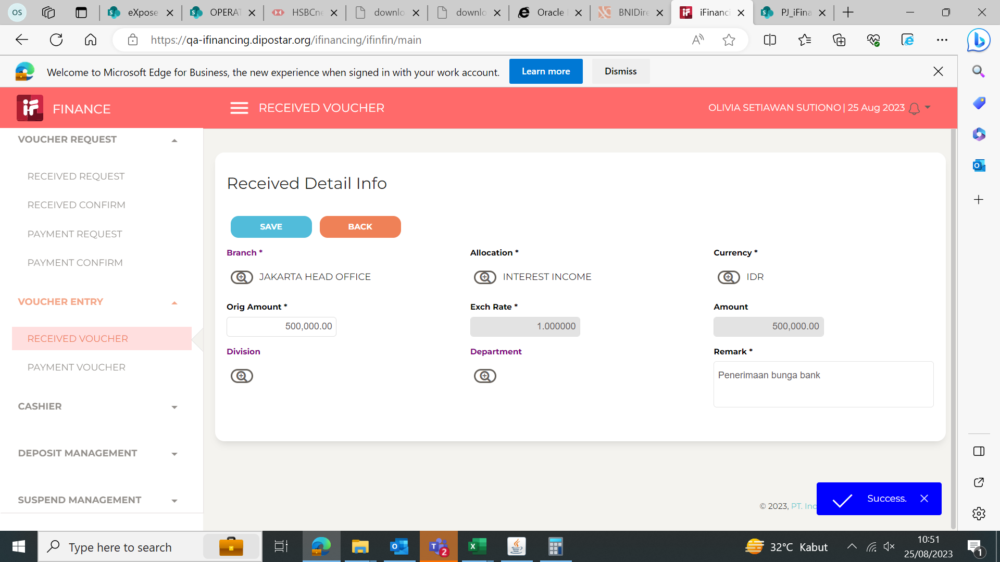 OS
eXpose
OPERAT
HSBCne
downlo
downlo
Oracle
BNIDire
iFinanci
PJ_iFina
https://qa-ifinancing.dipostar.org/ifinancing/ifinfin/main
Welcome to Microsoft Edge for Business, the new experience when signed in with your work account.
Learn more
Dismiss
iF
FINANCE
RECEIVED VOUCHER
OLIVIA SETIAWAN SUTIONO | 25 Aug 2023
VOUCHER REQUEST
RECEIVED REQUEST
RECEIVED CONFIRM
PAYMENT REQUEST
PAYMENT CONFIRM
VOUCHER ENTRY
RECEIVED VOUCHER
PAYMENT VOUCHER
CASHIER
DEPOSIT MANAGEMENT
SUSPEND MANAGEMENT
Received Detail Info
SAVE
BACK
Branch *
Allocation *
Currency *
JAKARTA HEAD OFFICE
INTEREST INCOME
IDR
Orig Amount *
Exch Rate *
Amount
500,000.00
1.000000
500,000.00
Division
Department
Remark *
Penerimaan bunga bank
© 2023, PT. Inc
Success.
Type here to search
2
32°C Kabut
10:51
25/08/2023
1